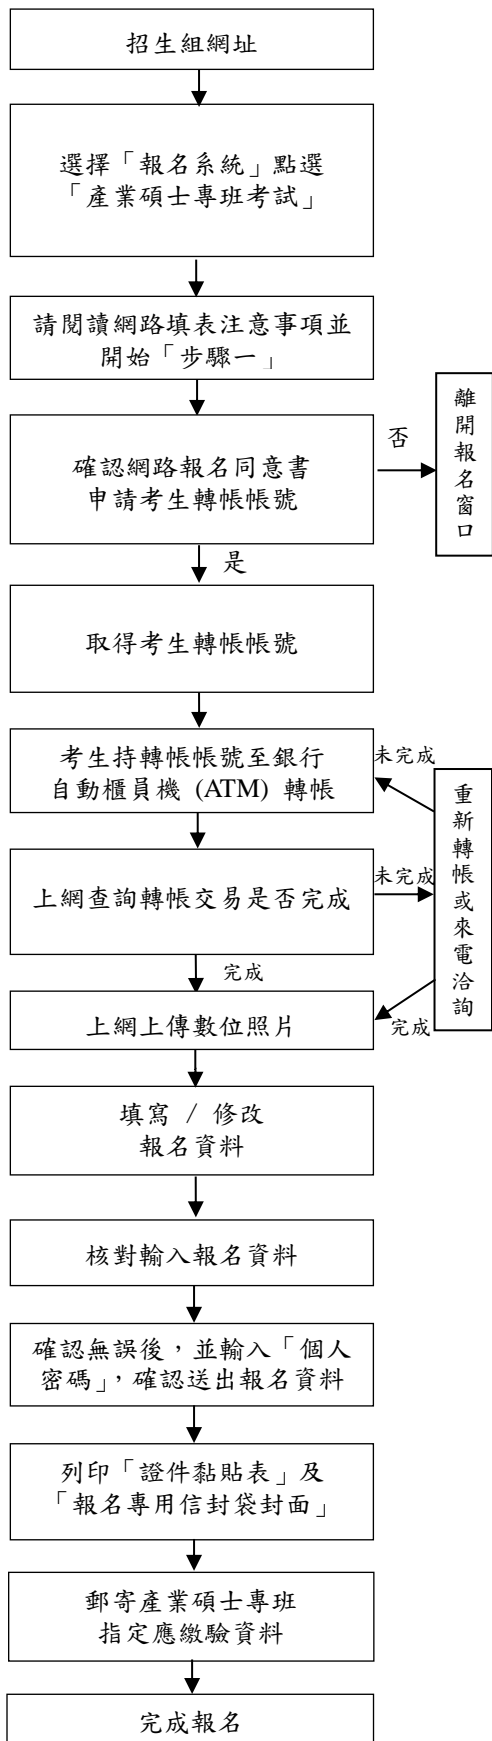 招生組網址
選擇「報名系統」點選
「產業碩士專班考試」
請閱讀網路填表注意事項並
開始「步驟一」
確認網路報名同意書
申請考生轉帳帳號
否
離開報名窗口
是
取得考生轉帳帳號
考生持轉帳帳號至銀行
自動櫃員機 (ATM) 轉帳
未完成
上網查詢轉帳交易是否完成
未完成
重新轉帳或來電洽詢
完成
完成
上網上傳數位照片
填寫 / 修改
報名資料
核對輸入報名資料
確認無誤後，並輸入「個人
密碼」，確認送出報名資料
列印「證件黏貼表」及
「報名專用信封袋封面」
郵寄產業碩士專班
指定應繳驗資料
完成報名